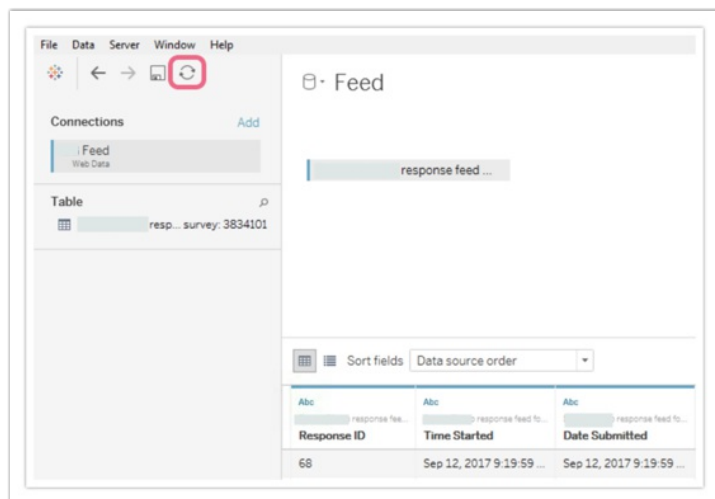 File Data Server Window Help
Feed
Connections Add
Feed
Web Data
response feed ...
Table
resp... survey: 3834101
Sort fields Data source order
Abc Abc Abc
response fee... response feed fo... response feed fo...
Response ID Time Started Date Submitted
68 Sep 12, 2017 9:19:59 ... Sep 12, 2017 9:19:59 ...